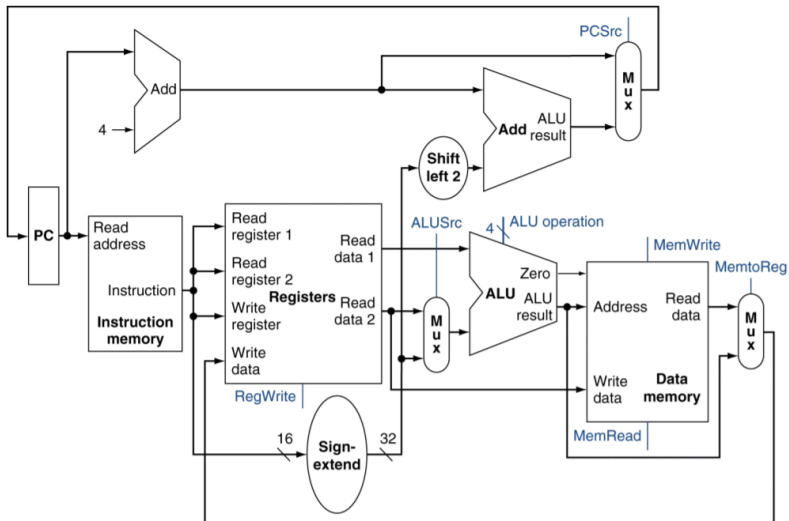 PCSrc
Add
4
M
u
x
Add
ALU
result
Shift
left 2
PC
Read
address
Instruction
Instruction
memory
Read
register 1
Read
register 2
Write
register
Write
data
Registers
Read
data 1
Read
data 2
RegWrite
ALUSrc
M
u
x
4
ALU operation
Zero
ALU
ALU
result
MemWrite
MemtoReg
Address
Read
data
Write
data
Data
memory
MemRead
M
u
x
16
Sign-
extend
32